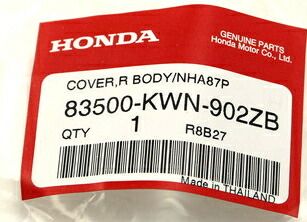 HONDA
GENUINE PARTS
Honda Motor Co., Ltd.
COVER,R BODY/NHA87P
83500-KWN-902ZB
QTY 1 R8B27
Made in THAILAND